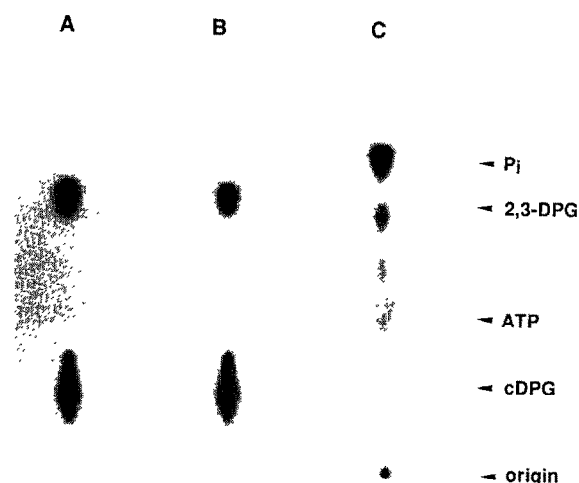 A B C
◄ Pi
◄ 2,3-DPG
◄ ATP
◄ cDPG
◄ origin